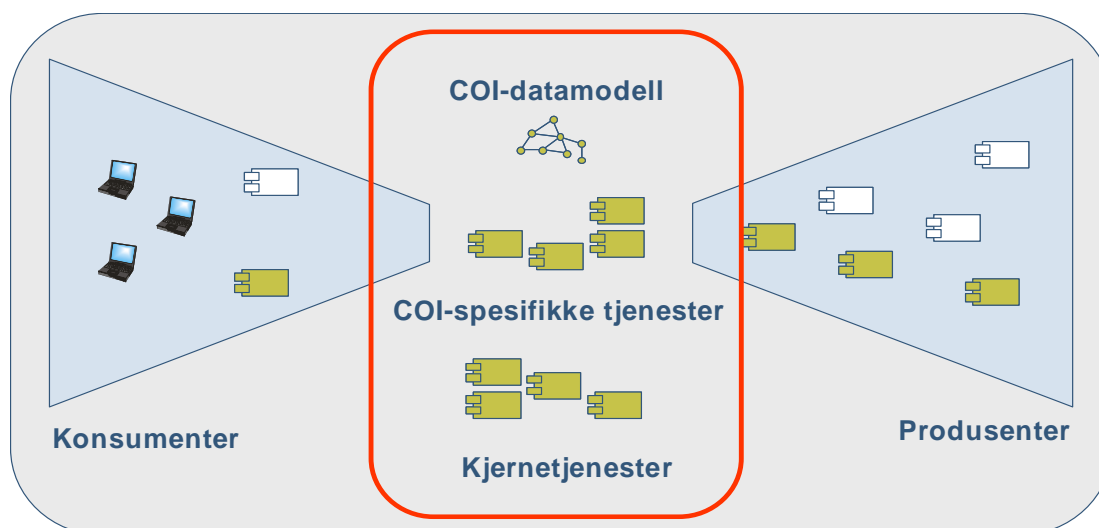 COI-datamodell
COI-spesifikke tjenester
Konsumenter
Produsenter
Kjernetjenester